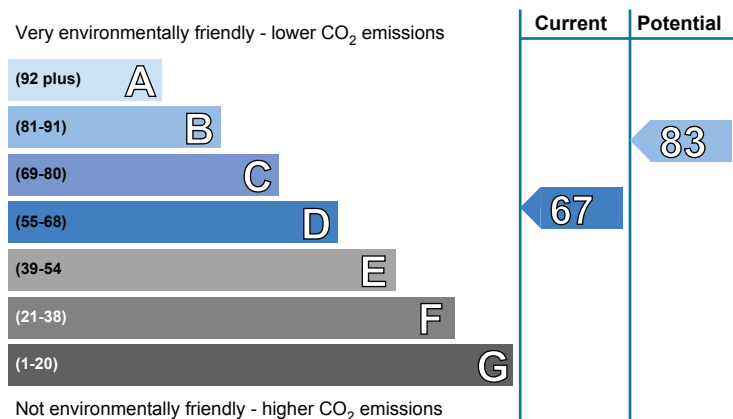 Very environmentally friendly - lower CO2 emissions
Current
Potential
(92 plus) A
(81-91) B
83
(69-80) C
(55-68) D
67
(39-54 E
(21-38) F
(1-20) G
Not environmentally friendly - higher CO2 emissions